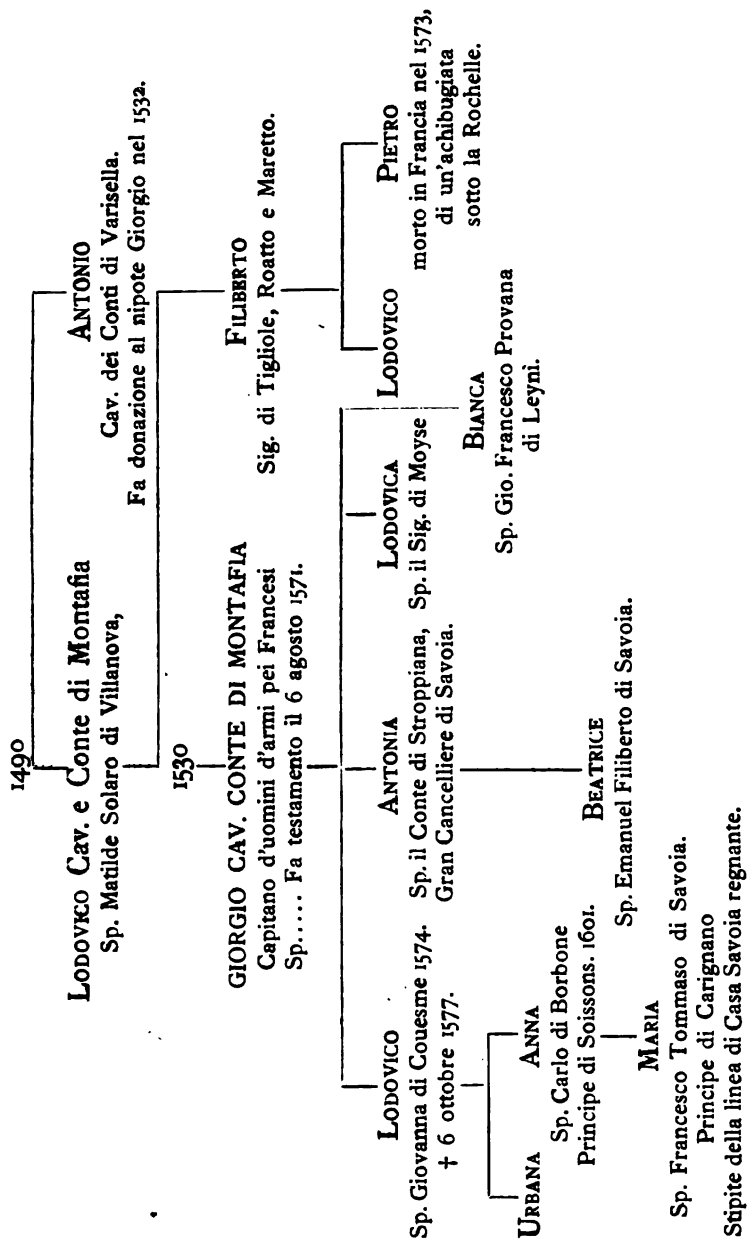 1490
LODOVICO Cav. e Conte di Montafia
Sp. Matilde Solaro di Villanova,
ANTONIO
Cav. dei Conti di Varisella.
Fa donazione al nipote Giorgio nel 1532.
1530
GIORGIO CAV. CONTE DI MONTAFIA
Capitano d'uomini d'armi pei Francesi
Sp..... Fa testamento il 6 agosto 1571.
FILIBERTO
Sig. di Tigliole, Roatto e Maretto.
LODOVICO
Sp. Giovanna di Couesme 1574.
† 6 ottobre 1577.
ANTONIA
Sp. il Conte di Stroppiana,
Gran Cancelliere di Savoia.
LODOVICA
Sp. il Sig. di Moyse
BIANCA
Sp. Gio. Francesco Provana
di Leynì.
LODOVICO
PIETRO
morto in Francia nel 1573,
di un'achibugiata
sotto la Rochelle.
URBANA
ANNA
Sp. Carlo di Borbone
Principe di Soissons. 1601.
BEATRICE
Sp. Emanuel Filiberto di Savoia.
MARIA
Sp. Francesco Tommaso di Savoia.
Principe di Carignano
Stipite della linea di Casa Savoia regnante.